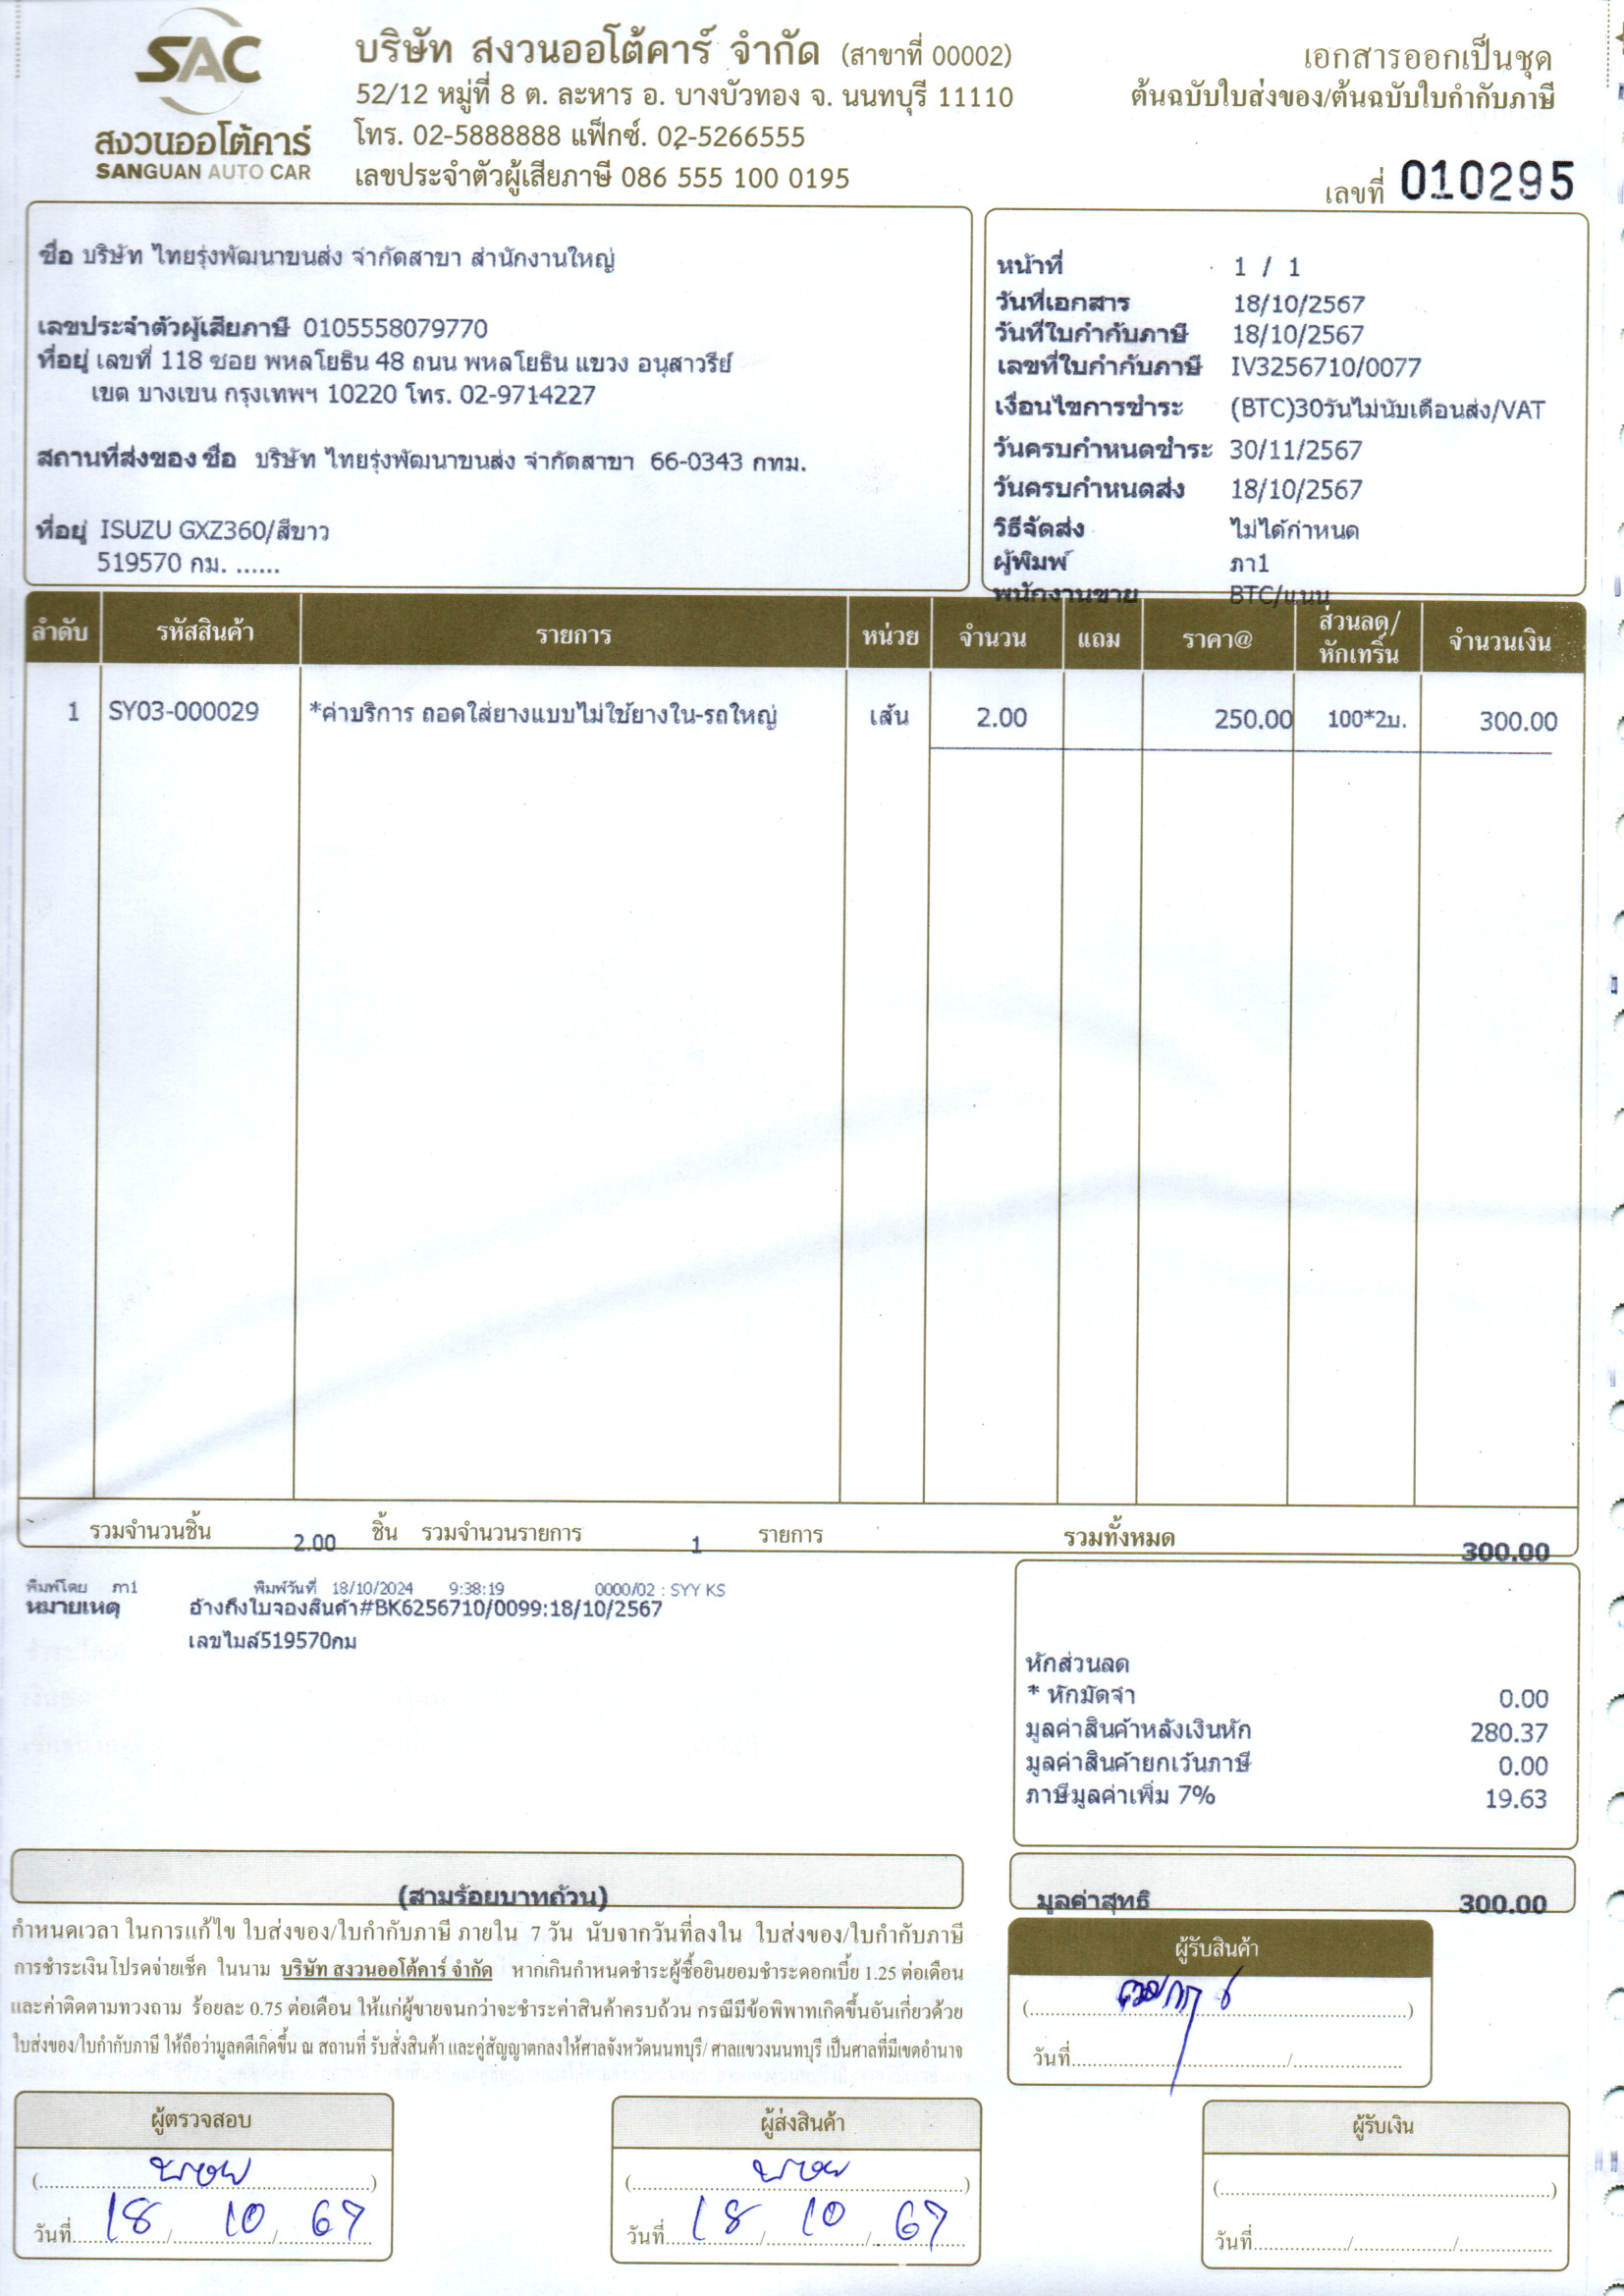 SAC
สงวนออโต้คาร์
SANGUAN AUTO CAR
บริษัท สงวนออโต้คาร์ จำกัด (สาขาที่ 00002)
52/12 หมู่ที่ 8 ต. ละหาร อ. บางบัวทอง จ. นนทบุรี 11110
โทร. 02-5888888 แฟ็กซ์. 02-5266555
เลขประจำตัวผู้เสียภาษี 086 555 100 0195
เอกสารออกเป็นชุด
ต้นฉบับใบส่งของ/ต้นฉบับใบกำกับภาษี
เลขที่ 010295
ชื่อ บริษัท ไทยรุ่งพัฒนาขนส่ง จำกัดสาขา สำนักงานใหญ่
เลขประจำตัวผู้เสียภาษี 0105558079770
ที่อยู่ เลขที่ 118 ซอย พหลโยธิน 48 ถนน พหลโยธิน แขวง อนุสาวรีย์
เขต บางเขน กรุงเทพฯ 10220 โทร. 02-9714227
สถานที่ส่งของ ชื่อ บริษัท ไทยรุ่งพัฒนาขนส่ง จำกัดสาขา 66-0343 กทม.
ที่อยู่ ISUZU GXZ360/สีขาว
519570 กม. ......
หน้าที่ 1 / 1
วันที่เอกสาร 18/10/2567
วันที่ใบกำกับภาษี 18/10/2567
เลขที่ใบกำกับภาษี IV3256710/0077
เงื่อนไขการชำระ (BTC)30วันไม่นับเดือนส่ง/VAT
วันครบกำหนดชำระ 30/11/2567
วันครบกำหนดส่ง 18/10/2567
วิธีจัดส่ง ไม่ได้กำหนด
ผู้พิมพ์ ภา1
พนักงานขาย BTC/แนน
ลำดับ รหัสสินค้า รายการ หน่วย จำนวน แถม ราคา@ ส่วนลด/หักเทริ์น จำนวนเงิน
1 SY03-000029 *ค่าบริการ ถอดใส่ยางแบบไม่ใช้ยางใน-รถใหญ่ เส้น 2.00 250.00 100*2บ. 300.00
รวมจำนวนชิ้น 2.00 ชิ้น รวมจำนวนรายการ 1 รายการ รวมทั้งหมด 300.00
พิมพ์โดย ภา1 พิมพ์วันที่ 18/10/2024 9:38:19 0000/02 : SYY KS
หมายเหตุ อ้างถึงใบจองสินค้า#BK6256710/0099:18/10/2567
เลขไมล์519570กม
หักส่วนลด
* หักมัดจำ 0.00
มูลค่าสินค้าหลังเงินหัก 280.37
มูลค่าสินค้ายกเว้นภาษี 0.00
ภาษีมูลค่าเพิ่ม 7% 19.63
(สามร้อยบาทถ้วน)
มูลค่าสุทธิ 300.00
กำหนดเวลา ในการแก้ไข ใบส่งของ/ใบกำกับภาษี ภายใน 7 วัน นับจากวันที่ลงใน ใบส่งของ/ใบกำกับภาษี
การชำระเงินโปรดจ่ายเช็ค ในนาม บริษัท สงวนออโต้คาร์ จำกัด หากเกินกำหนดชำระผู้ซื้อยินยอมชำระดอกเบี้ย 1.25 ต่อเดือน
และค่าติดตามทวงถาม ร้อยละ 0.75 ต่อเดือน ให้แก่ผู้ขายจนกว่าจะชำระค่าสินค้าครบถ้วน กรณีมีข้อพิพาทเกิดขึ้นอันเกี่ยวด้วย
ใบส่งของ/ใบกำกับภาษี ให้ถือว่ามูลคดีเกิดขึ้น ณ สถานที่ รับสั่งสินค้า และคู่สัญญาตกลงให้ศาลจังหวัดนนทบุรี/ ศาลแขวงนนทบุรี เป็นศาลที่มีเขตอำนาจ
ผู้รับสินค้า
(....................)
วันที่............/............
ผู้ตรวจสอบ
วันที่ 18 / 10 / 67
ผู้ส่งสินค้า
วันที่ 18 / 10 / 67
ผู้รับเงิน
(....................)
วันที่............/............/............